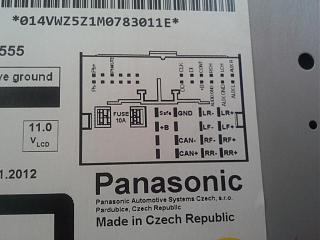 *014VWZ5Z1M0783011E*
555
ve ground
FUSE
10A
Safe GND LR- LR+
+B LF- LF+
CAN- RF- RF+
CAN+ RR- RR+
11.0
VLCD
.2012
Panasonic
Panasonic Automotive Systems Czech, s.r.o.
Pardubice, Czech Republic
Made in Czech Republic